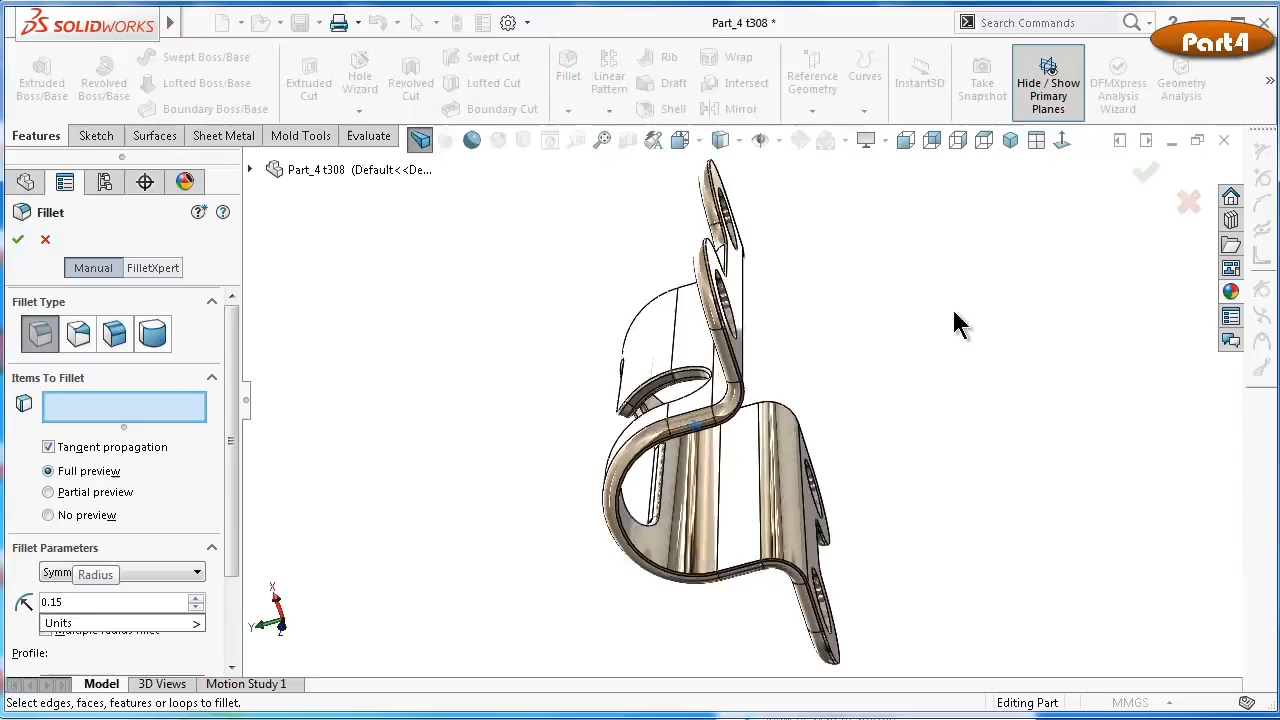 SOLIDWORKS
Part_4 t308 *
Search Commands
?
Part4
Extruded Boss/Base
Revolved Boss/Base
Swept Boss/Base
Lofted Boss/Base
Boundary Boss/Base
Extruded Cut
Hole Wizard
Revolved Cut
Swept Cut
Lofted Cut
Boundary Cut
Fillet
Linear Pattern
Rib
Draft
Shell
Wrap
Intersect
Mirror
Reference Geometry
Curves
Instant3D
Take Snapshot
Hide / Show Primary Planes
DFMXpress Analysis Wizard
Geometry Analysis
Features
Sketch
Surfaces
Sheet Metal
Mold Tools
Evaluate
Part_4 t308 (Default<<De...
Fillet
Manual
FilletXpert
Fillet Type
Items To Fillet
Tangent propagation
Full preview
Partial preview
No preview
Fillet Parameters
Symm
Radius
0.15
Units >
Multiple radius fillet
Profile:
X
Y
Z
Model
3D Views
Motion Study 1
Select edges, faces, features or loops to fillet.
Editing Part
MMGS